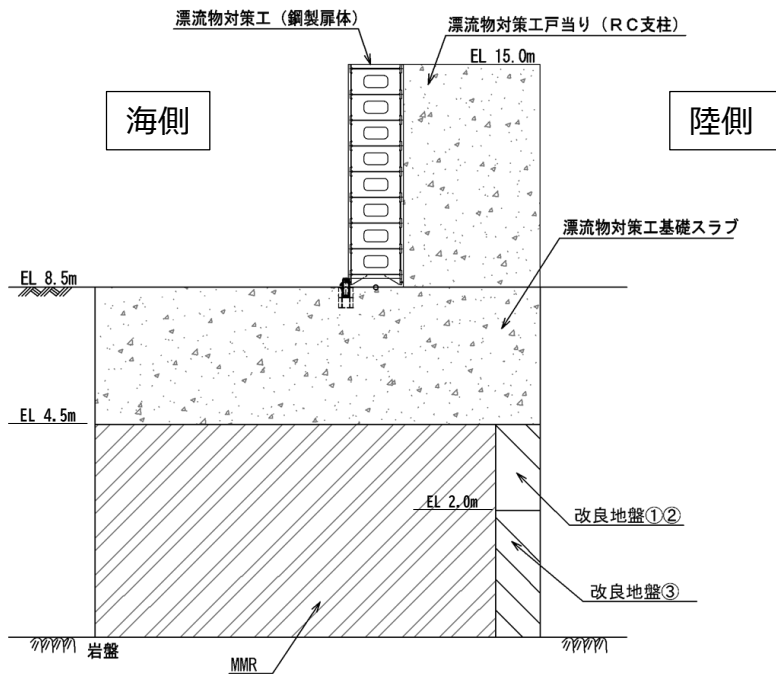 漂流物対策工（鋼製扉体）
漂流物対策工戸当り（ＲＣ支柱）
EL 15.0m
海側
陸側
漂流物対策工基礎スラブ
EL 8.5m
EL 4.5m
EL 2.0m
改良地盤①②
改良地盤③
岩盤
MMR